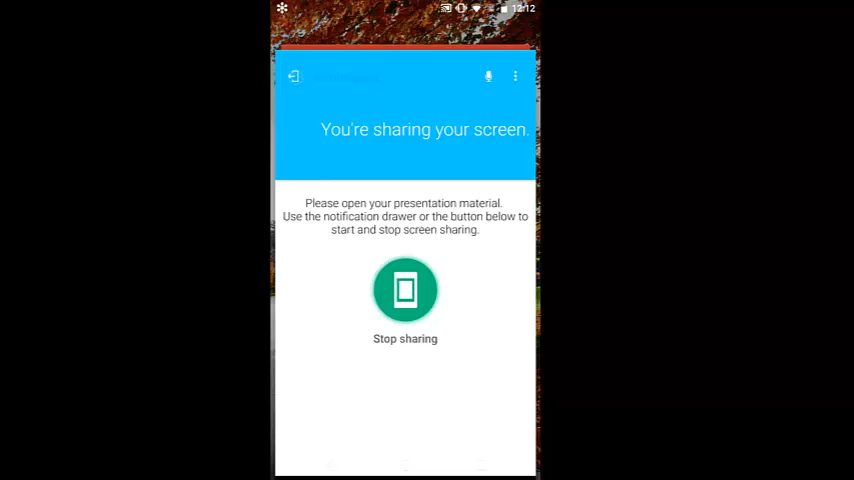 12:12
You're sharing your screen.
Please open your presentation material.
Use the notification drawer or the button below to
start and stop screen sharing.
Stop sharing